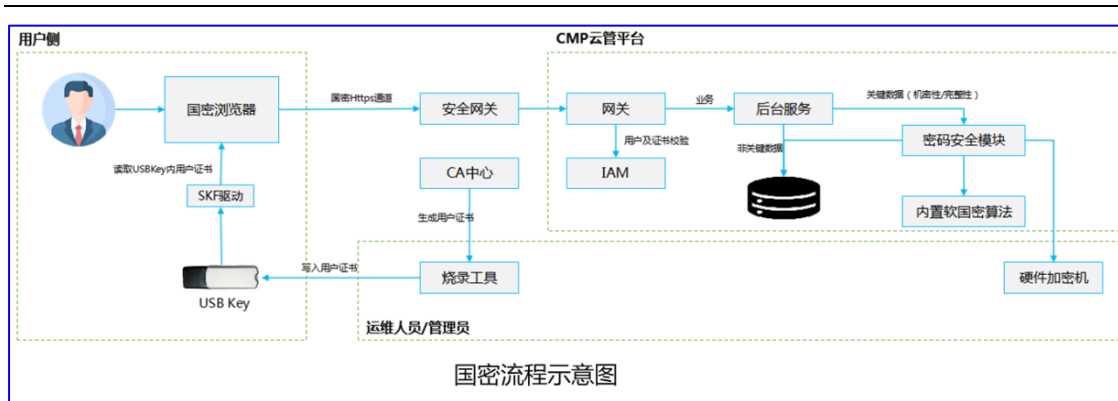 用户侧
CMP云管平台
国密浏览器
国密Https通道
安全网关
网关
业务
后台服务
关键数据（机密性/完整性）
密码安全模块
用户及证书校验
非关键数据
读取USBKey内用户证书
CA中心
IAM
SKF驱动
生成用户证书
内置软国密算法
写入用户证书
烧录工具
硬件加密机
USB Key
运维人员/管理员
国密流程示意图